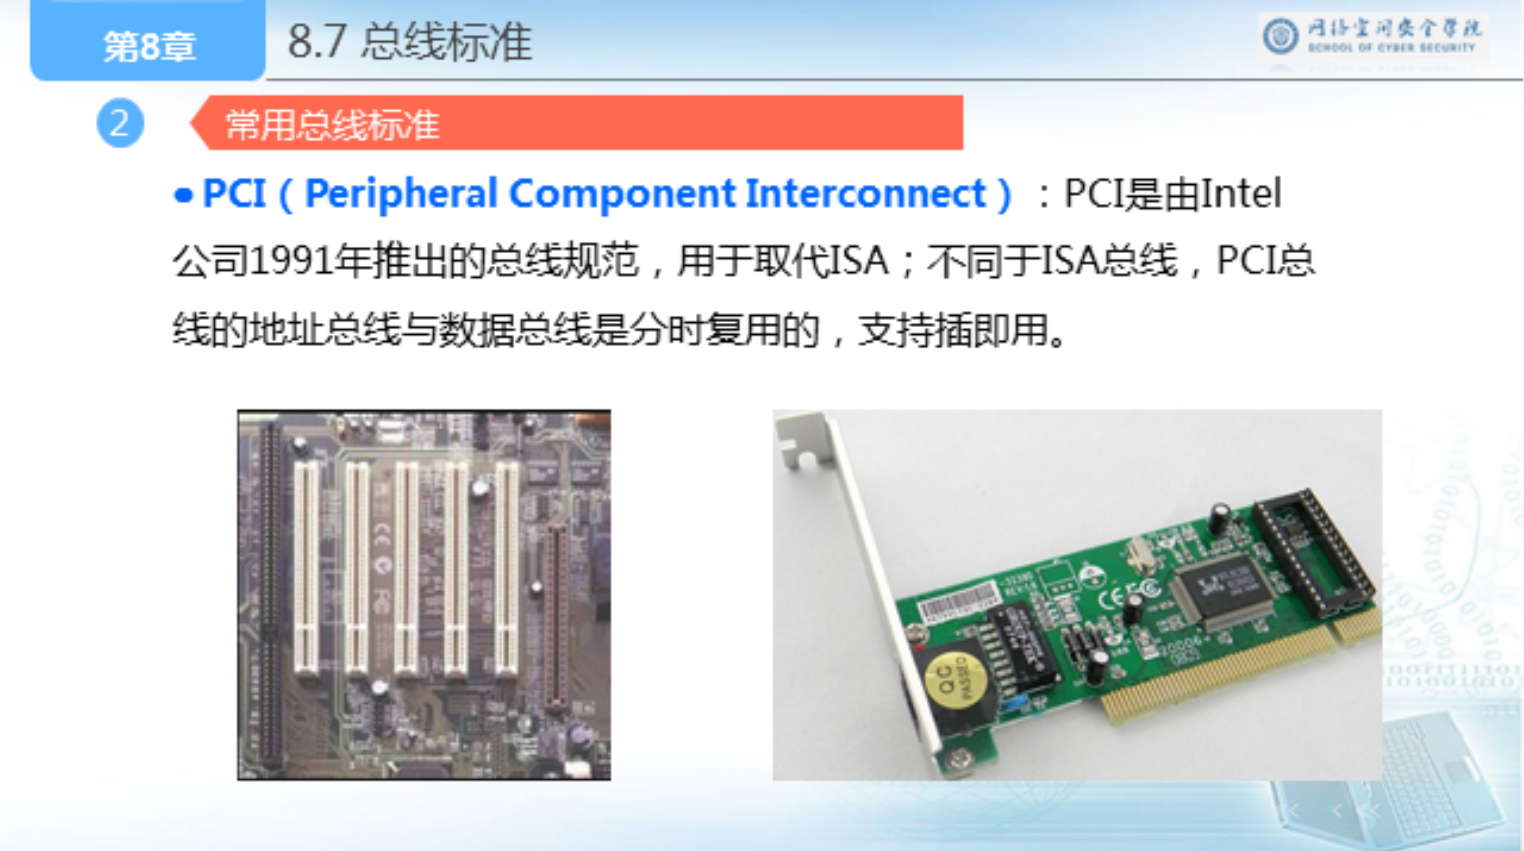 第8章
8.7 总线标准
网络空间安全学院
SCHOOL OF CYBER SECURITY
2
常用总线标准
●PCI（Peripheral Component Interconnect）：PCI是由Intel
公司1991年推出的总线规范，用于取代ISA；不同于ISA总线，PCI总
线的地址总线与数据总线是分时复用的，支持插即用。
QC
PASSED